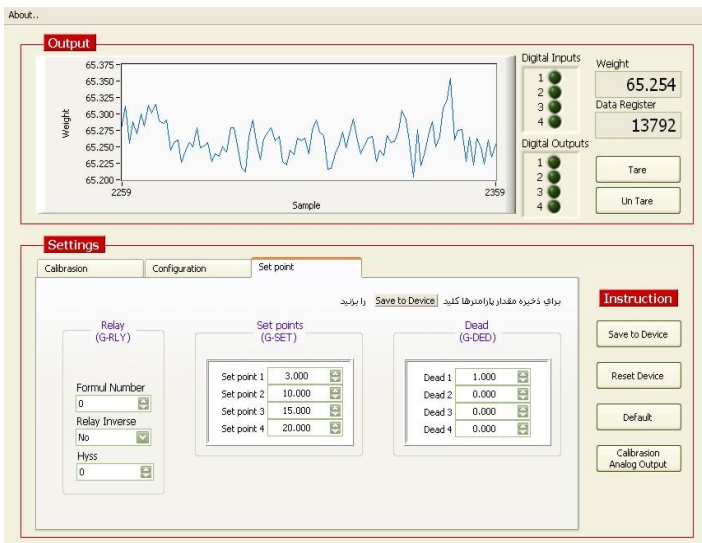 About..
Output
65.375
65.350
65.325
65.300
65.275
65.250
65.225
65.200
Weight
2259
2359
Sample
Digital Inputs
1
2
3
4
Digital Outputs
1
2
3
4
Weight
65.254
Data Register
13792
Tare
Un Tare
Settings
Calibrasion
Configuration
Set point
براي ذخيره مقدار پارامترها كليد Save to Device را بزنيد
Relay
(G-RLY)
Formul Number
0
Relay Inverse
No
Hyss
0
Set points
(G-SET)
Set point 1 3.000
Set point 2 10.000
Set point 3 15.000
Set point 4 20.000
Dead
(G-DED)
Dead 1 1.000
Dead 2 0.000
Dead 3 0.000
Dead 4 0.000
Instruction
Save to Device
Reset Device
Default
Calibrasion
Analog Output